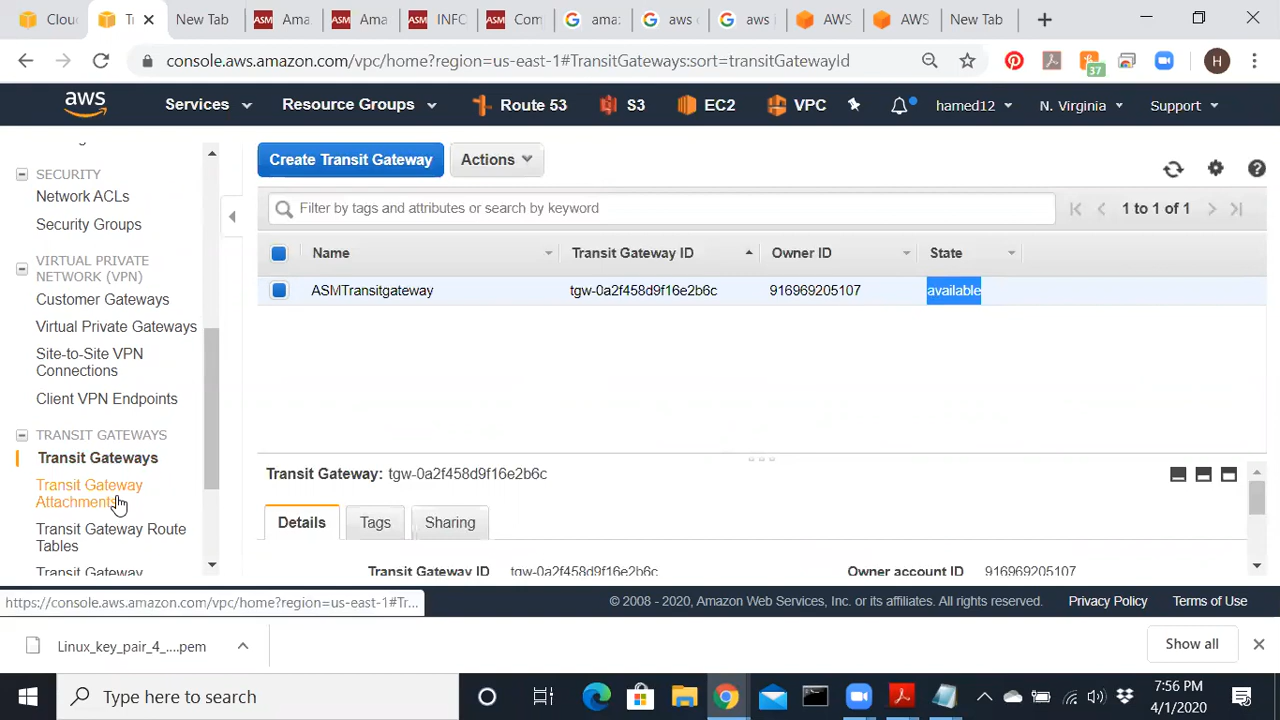 Cloud
Tr
New Tab
ASM Ama
ASM Ama
ASM INFO
ASM Com
amaz
aws c
aws i
AWS
AWS
New Tab
console.aws.amazon.com/vpc/home?region=us-east-1#TransitGateways:sort=transitGatewayId
37
H
aws
Services
Resource Groups
Route 53
S3
EC2
VPC
hamed12
N. Virginia
Support
SECURITY
Network ACLs
Security Groups
VIRTUAL PRIVATE
NETWORK (VPN)
Customer Gateways
Virtual Private Gateways
Site-to-Site VPN
Connections
Client VPN Endpoints
TRANSIT GATEWAYS
Transit Gateways
Transit Gateway
Attachments
Transit Gateway Route
Tables
Transit Gateway
Create Transit Gateway
Actions
Filter by tags and attributes or search by keyword
1 to 1 of 1
Name
Transit Gateway ID
Owner ID
State
ASMTransitgateway
tgw-0a2f458d9f16e2b6c
916969205107
available
Transit Gateway: tgw-0a2f458d9f16e2b6c
Details
Tags
Sharing
Transit Gateway ID
tgw-0a2f458d9f16e2b6c
Owner account ID
916969205107
https://console.aws.amazon.com/vpc/home?region=us-east-1#Tr...
© 2008 - 2020, Amazon Web Services, Inc. or its affiliates. All rights reserved.
Privacy Policy
Terms of Use
Linux_key_pair_4_....pem
Show all
Type here to search
7:56 PM
4/1/2020